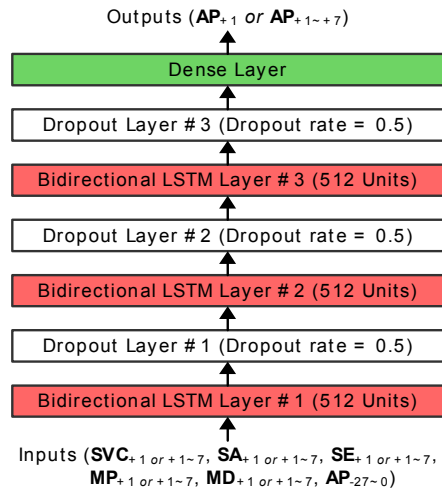 Outputs (AP+1 or AP+1~+7)
Dense Layer
Dropout Layer #3 (Dropout rate = 0.5)
Bidirectional LSTM Layer #3 (512 Units)
Dropout Layer #2 (Dropout rate = 0.5)
Bidirectional LSTM Layer #2 (512 Units)
Dropout Layer #1 (Dropout rate = 0.5)
Bidirectional LSTM Layer #1 (512 Units)
Inputs (SVC+1 or +1~7, SA+1 or +1~7, SE+1 or +1~7,
MP+1 or +1~7, MD+1 or +1~7, AP-27~0)